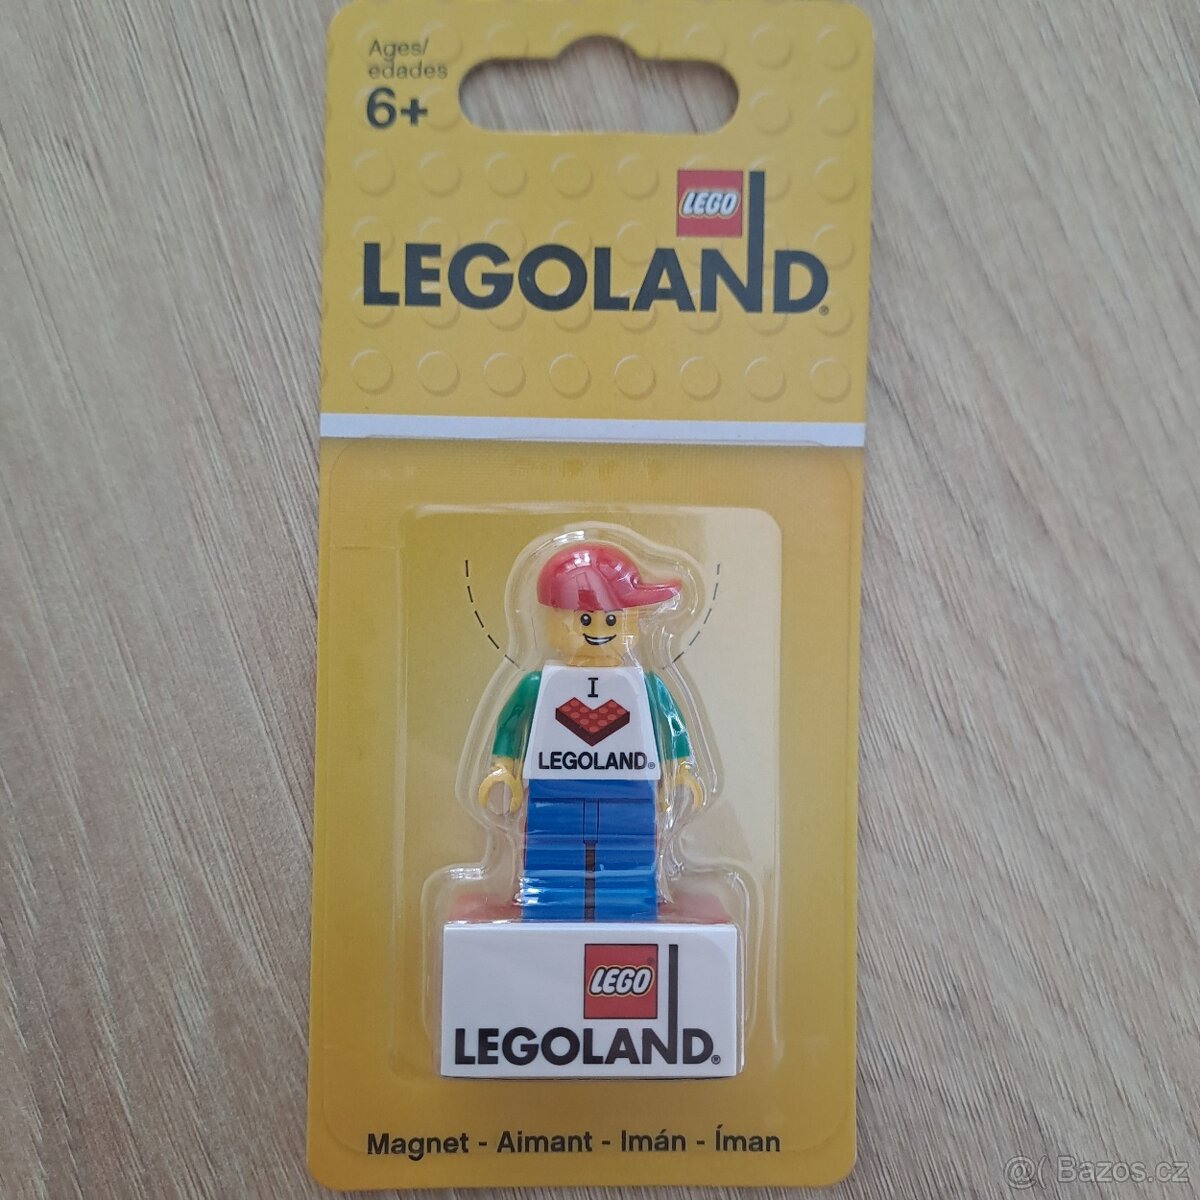 Ages/
edades
6+
LEGO
LEGOLAND®
I
LEGOLAND®
LEGO®
LEGOLAND®
Magnet - Aimant - Imán - Íman
@( Bazos.cz